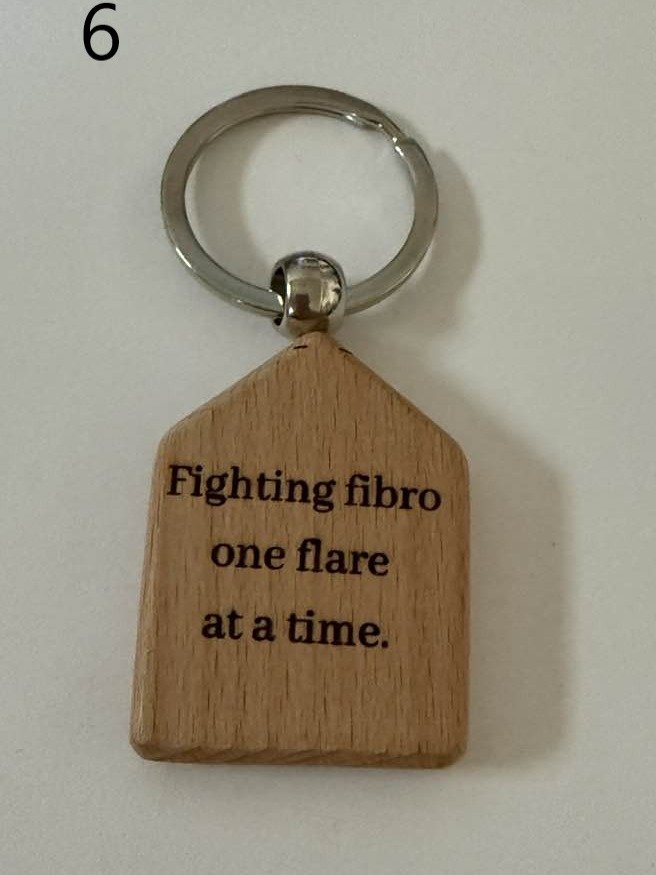 6
Fighting fibro
one flare
at a time.